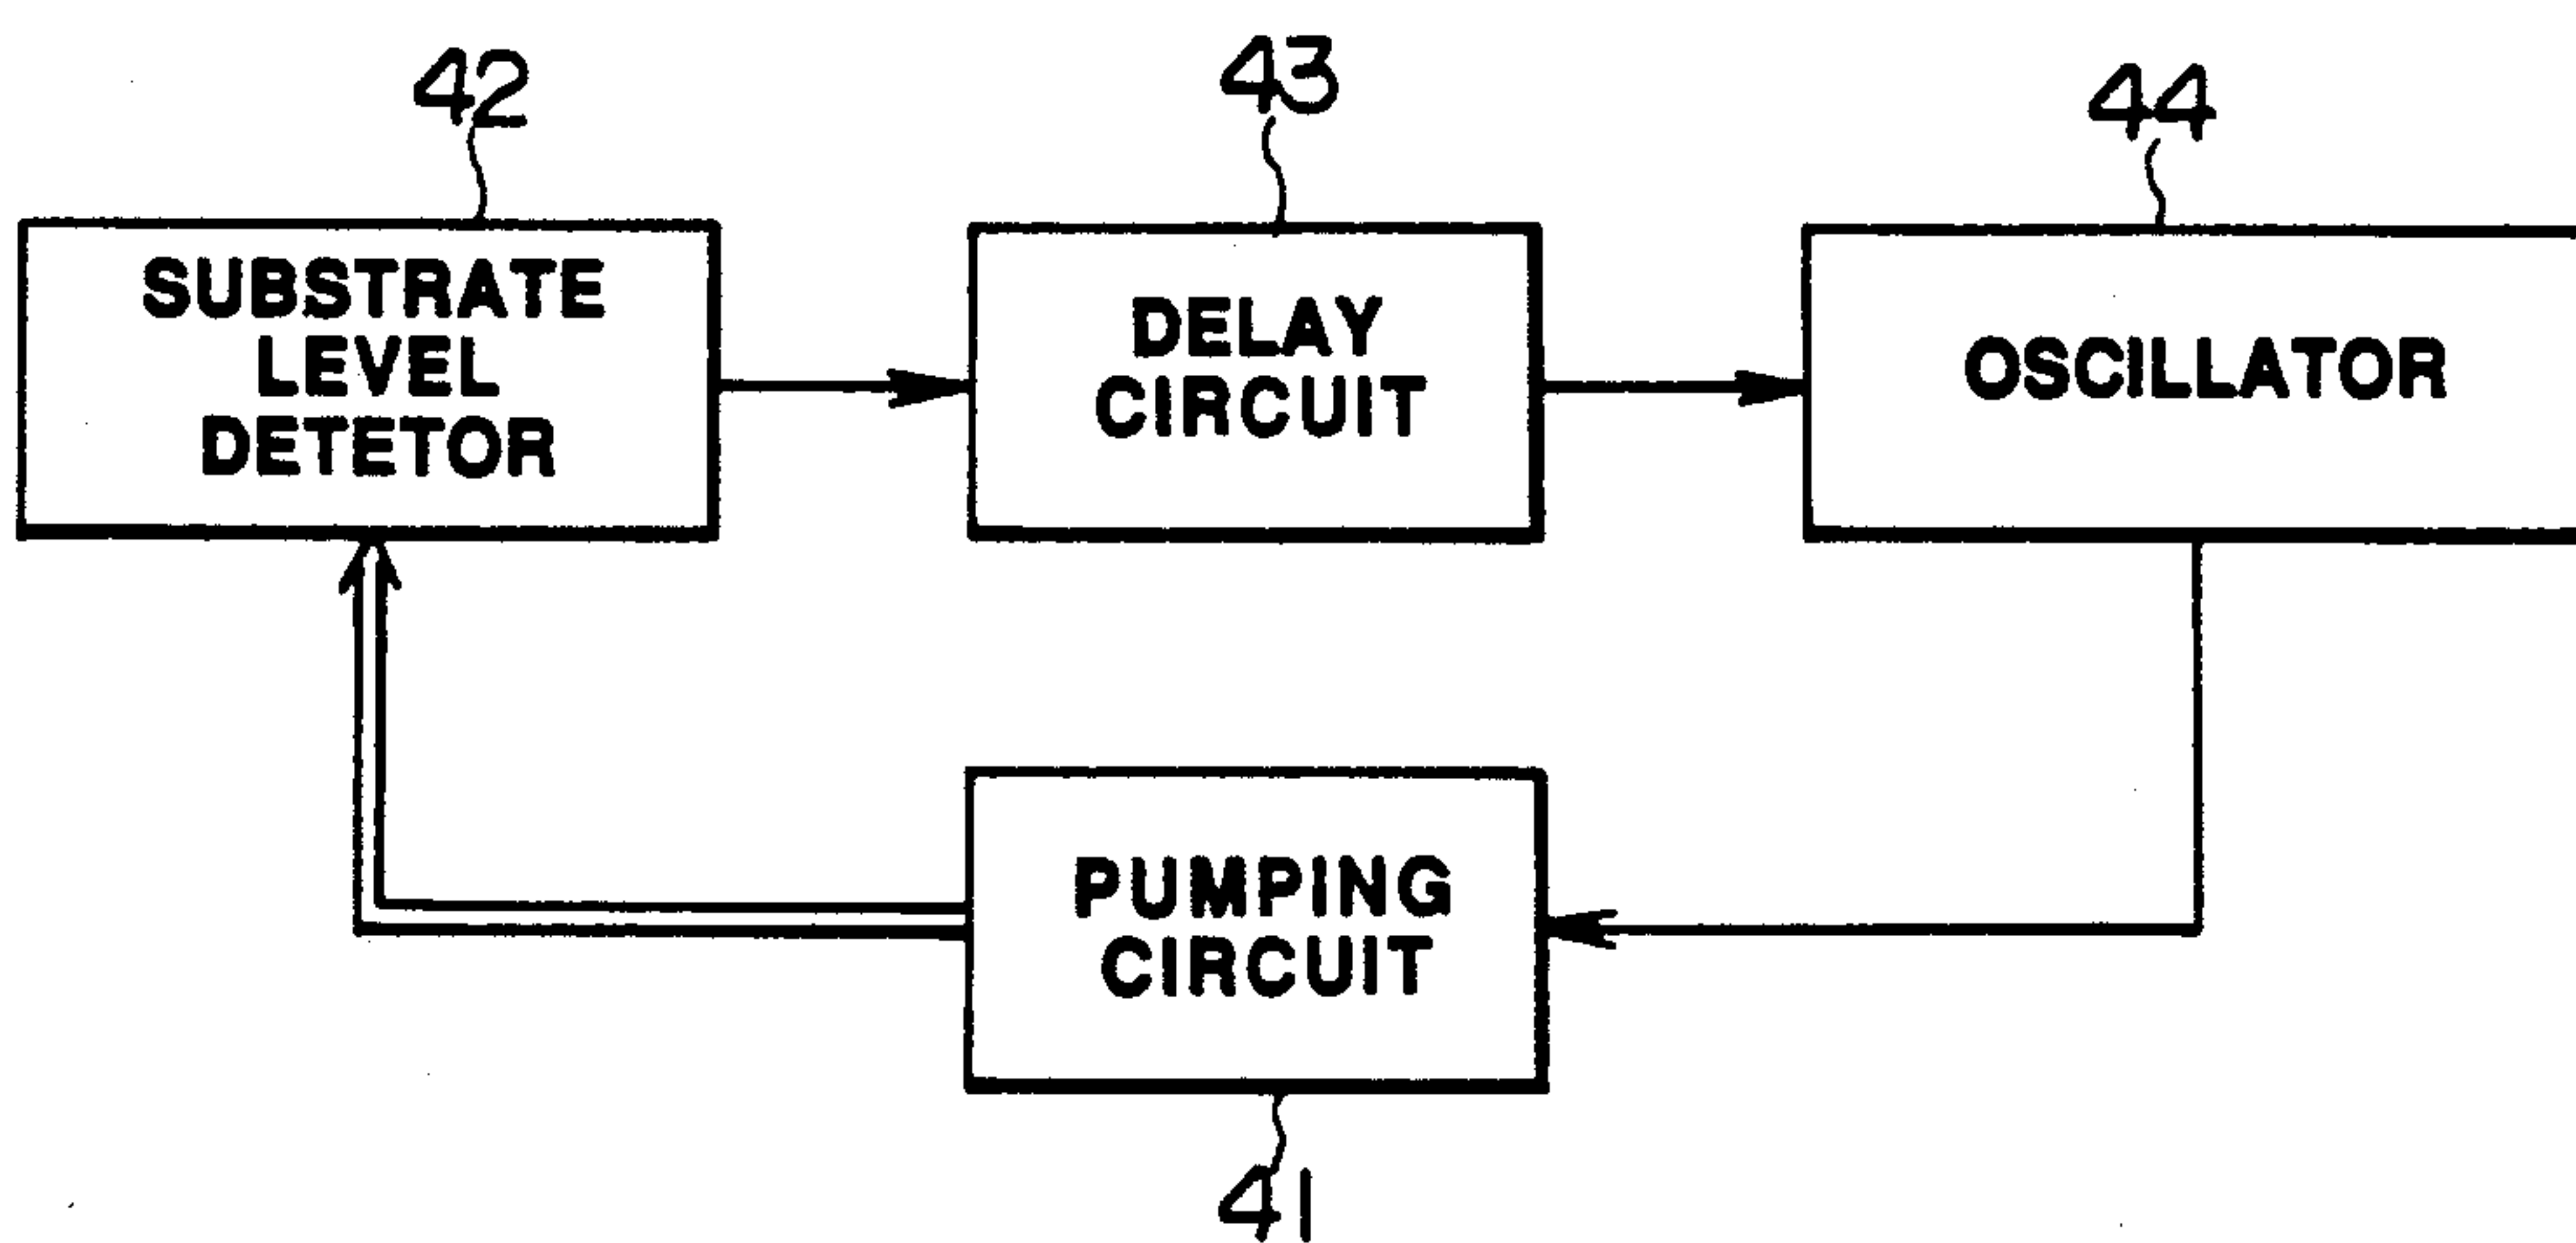 42
43
44
SUBSTRATE
LEVEL
DETETOR
DELAY
CIRCUIT
OSCILLATOR
PUMPING
CIRCUIT
41